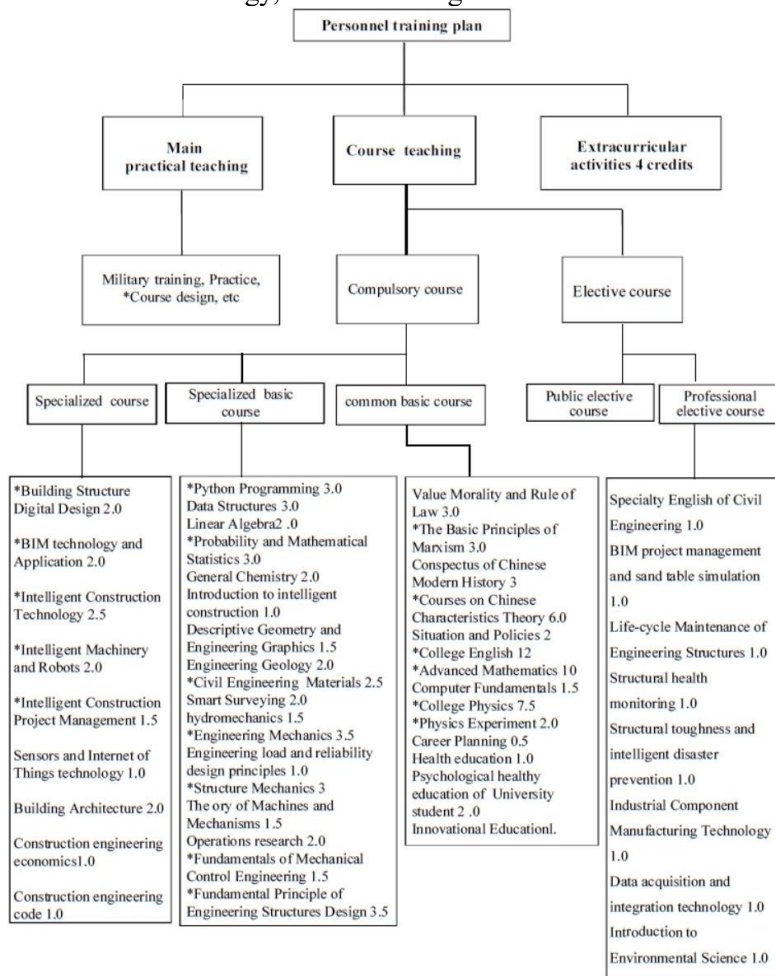 Personnel training plan
Main
practical teaching
Course teaching
Extracurricular
activities 4 credits
Military training, Practice,
*Course design, etc
Compulsory course
Elective course
Specialized course
Specialized basic
course
common basic course
Public elective
course
Professional
elective course
*Building Structure
Digital Design 2.0
*BIM technology and
Application 2.0
*Intelligent Construction
Technology 2.5
*Intelligent Machinery
and Robots 2.0
*Intelligent Construction
Project Management 1.5
Sensors and Internet of
Things technology 1.0
Building Architecture 2.0
Construction engineering
economics1.0
Construction engineering
code 1.0
*Python Programming 3.0
Data Structures 3.0
Linear Algebra2 .0
*Probability and Mathematical
Statistics 3.0
General Chemistry 2.0
Introduction to intelligent
construction 1.0
Descriptive Geometry and
Engineering Graphics 1.5
Engineering Geology 2.0
*Civil Engineering Materials 2.5
Smart Surveying 2.0
hydromechanics 1.5
*Engineering Mechanics 3.5
Engineering load and reliability
design principles 1.0
*Structure Mechanics 3
The ory of Machines and
Mechanisms 1.5
Operations research 2.0
*Fundamentals of Mechanical
Control Engineering 1.5
*Fundamental Principle of
Engineering Structures Design 3.5
Value Morality and Rule of
Law 3.0
*The Basic Principles of
Marxism 3.0
Conspectus of Chinese
Modern History 3
*Courses on Chinese
Characteristics Theory 6.0
Situation and Policies 2
*College English 12
*Advanced Mathematics 10
Computer Fundamentals 1.5
*College Physics 7.5
*Physics Experiment 2.0
Career Planning 0.5
Health education 1.0
Psychological healthy
education of University
student 2 .0
Innovational Educationl.
Specialty English of Civil
Engineering 1.0
BIM project management
and sand table simulation
1.0
Life-cycle Maintenance of
Engineering Structures 1.0
Structural health
monitoring 1.0
Structural toughness and
intelligent disaster
prevention 1.0
Industrial Component
Manufacturing Technology
1.0
Data acquisition and
integration technology 1.0
Introduction to
Environmental Science 1.0